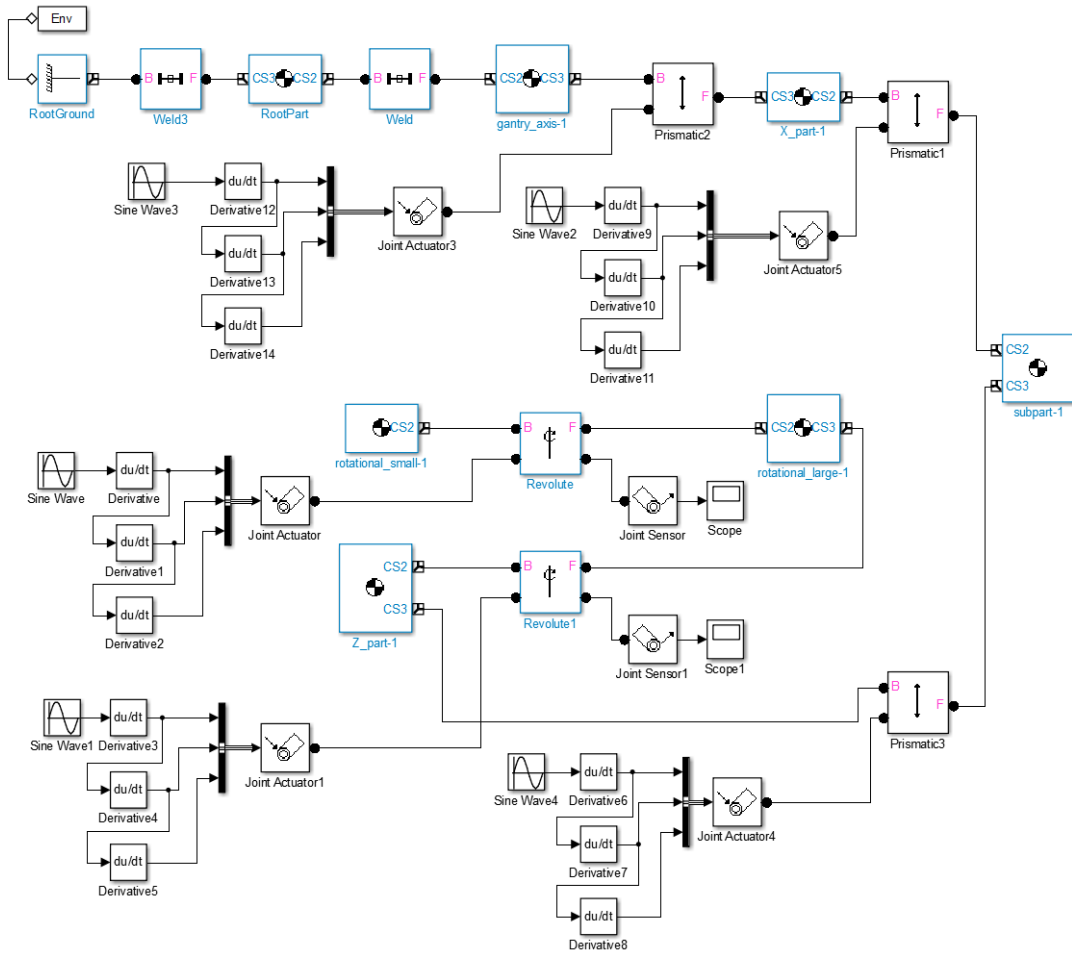 Env
B F
CS3 CS2
B F
CS2 CS3
B
F
CS3 CS2
B
F
RootGround
Weld3
RootPart
Weld
gantry_axis-1
Prismatic2
X_part-1
Prismatic1
du/dt
Sine Wave3
Derivative12
du/dt
Derivative13
du/dt
Derivative14
Joint Actuator3
du/dt
Sine Wave2
Derivative9
du/dt
Derivative10
du/dt
Derivative11
Joint Actuator5
CS2
CS3
subpart-1
CS2
rotational_small-1
B F
Revolute
CS2 CS3
rotational_large-1
du/dt
Sine Wave
Derivative
du/dt
Derivative1
du/dt
Derivative2
Joint Actuator
Joint Sensor
Scope
CS2
CS3
Z_part-1
B F
Revolute1
Joint Sensor1
Scope1
B
F
Prismatic3
du/dt
Sine Wave1
Derivative3
du/dt
Derivative4
du/dt
Derivative5
Joint Actuator1
du/dt
Sine Wave4
Derivative6
du/dt
Derivative7
du/dt
Derivative8
Joint Actuator4